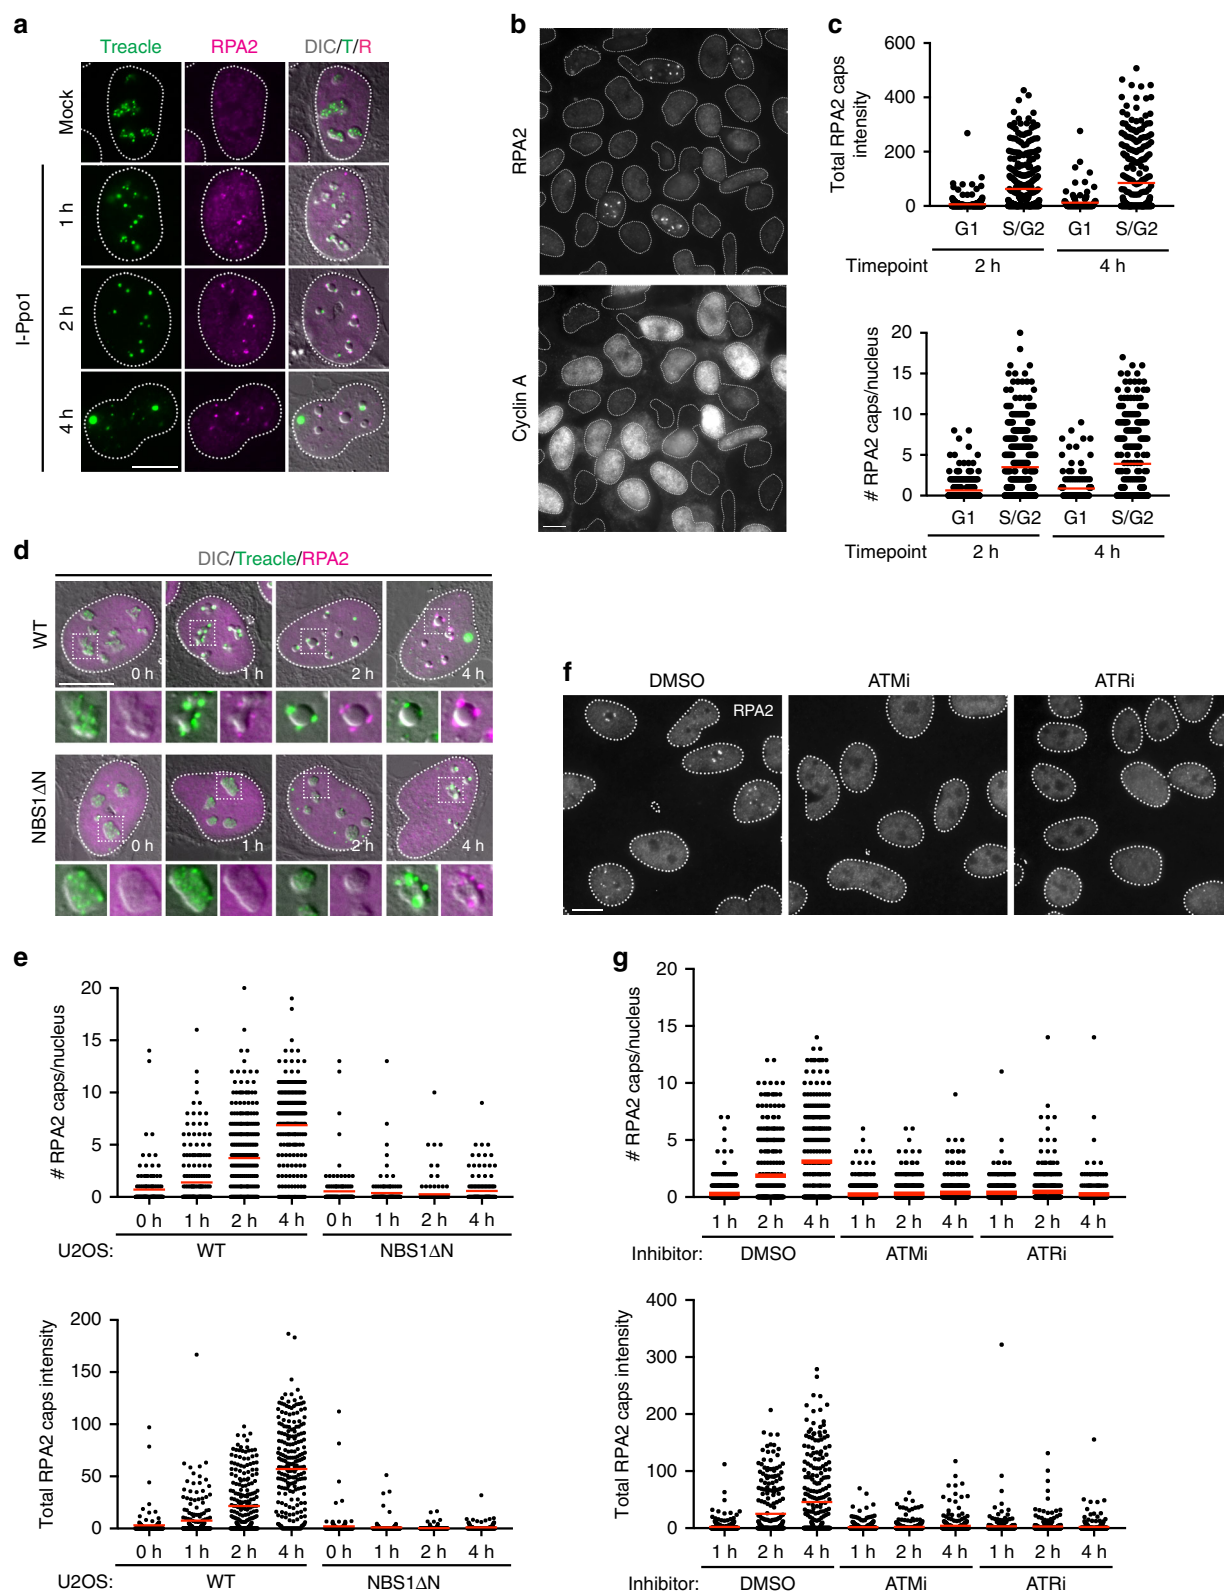 a
Treacle RPA2 DIC/T/R
Mock
I-Ppo1
1 h
2 h
4 h
b
RPA2
Cyclin A
c
Total RPA2 caps
intensity
600
400
200
0
G1 S/G2 G1 S/G2
Timepoint 2 h 4 h
# RPA2 caps/nucleus
20
15
10
5
0
G1 S/G2 G1 S/G2
Timepoint 2 h 4 h
d
DIC/Treacle/RPA2
WT
0 h 1 h 2 h 4 h
NBS1ΔN
0 h 1 h 2 h 4 h
f
DMSO ATMi ATRi
RPA2
e
# RPA2 caps/nucleus
20
15
10
5
0
0 h 1 h 2 h 4 h 0 h 1 h 2 h 4 h
U2OS: WT NBS1ΔN
Total RPA2 caps intensity
200
150
100
50
0
0 h 1 h 2 h 4 h 0 h 1 h 2 h 4 h
U2OS: WT NBS1ΔN
g
# RPA2 caps/nucleus
20
15
10
5
0
1 h 2 h 4 h 1 h 2 h 4 h 1 h 2 h 4 h
Inhibitor: DMSO ATMi ATRi
Total RPA2 caps intensity
400
300
200
100
0
1 h 2 h 4 h 1 h 2 h 4 h 1 h 2 h 4 h
Inhibitor: DMSO ATMi ATRi